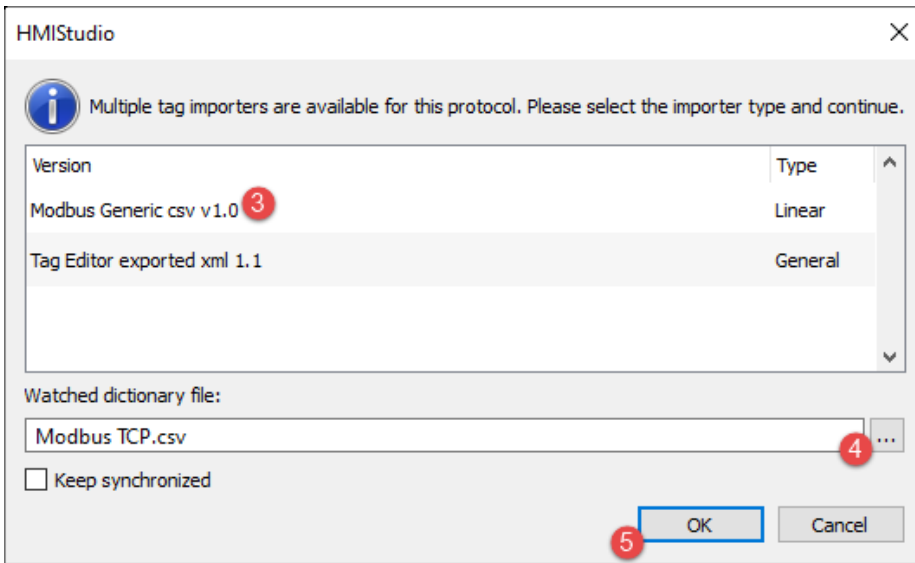 HMIStudio
Multiple tag importers are available for this protocol. Please select the importer type and continue.
Version Type
Modbus Generic csv v1.0 3 Linear
Tag Editor exported xml 1.1 General
Watched dictionary file:
Modbus TCP.csv 4 ...
Keep synchronized
5 OK Cancel